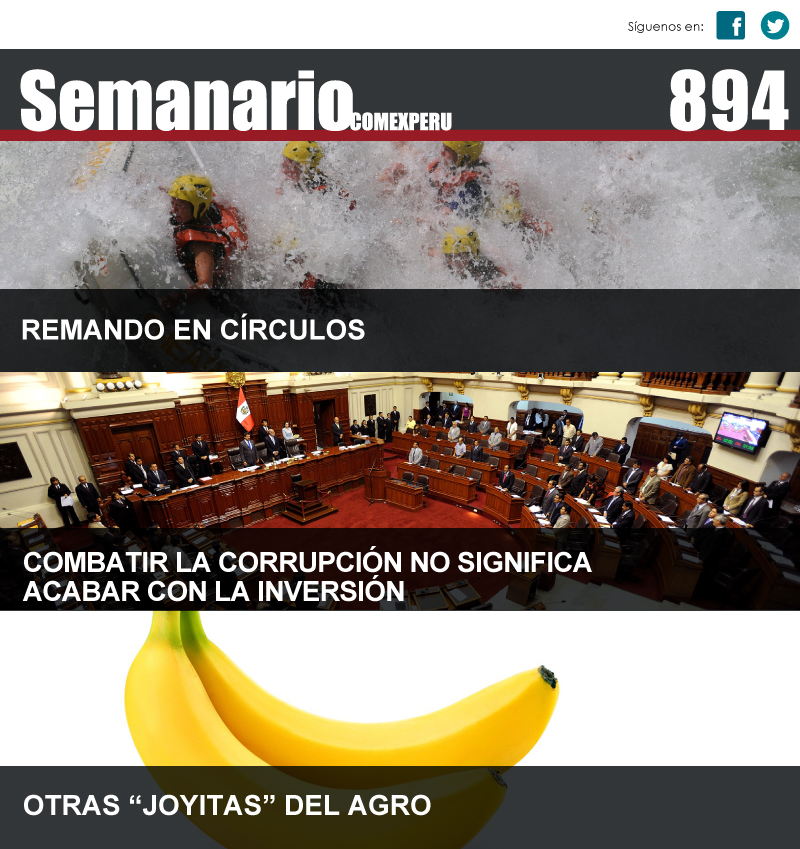 Síguenos en:
Semanario COMEXPERU 894
REMANDO EN CÍRCULOS
COMBATIR LA CORRUPCIÓN NO SIGNIFICA
ACABAR CON LA INVERSIÓN
OTRAS “JOYITAS” DEL AGRO